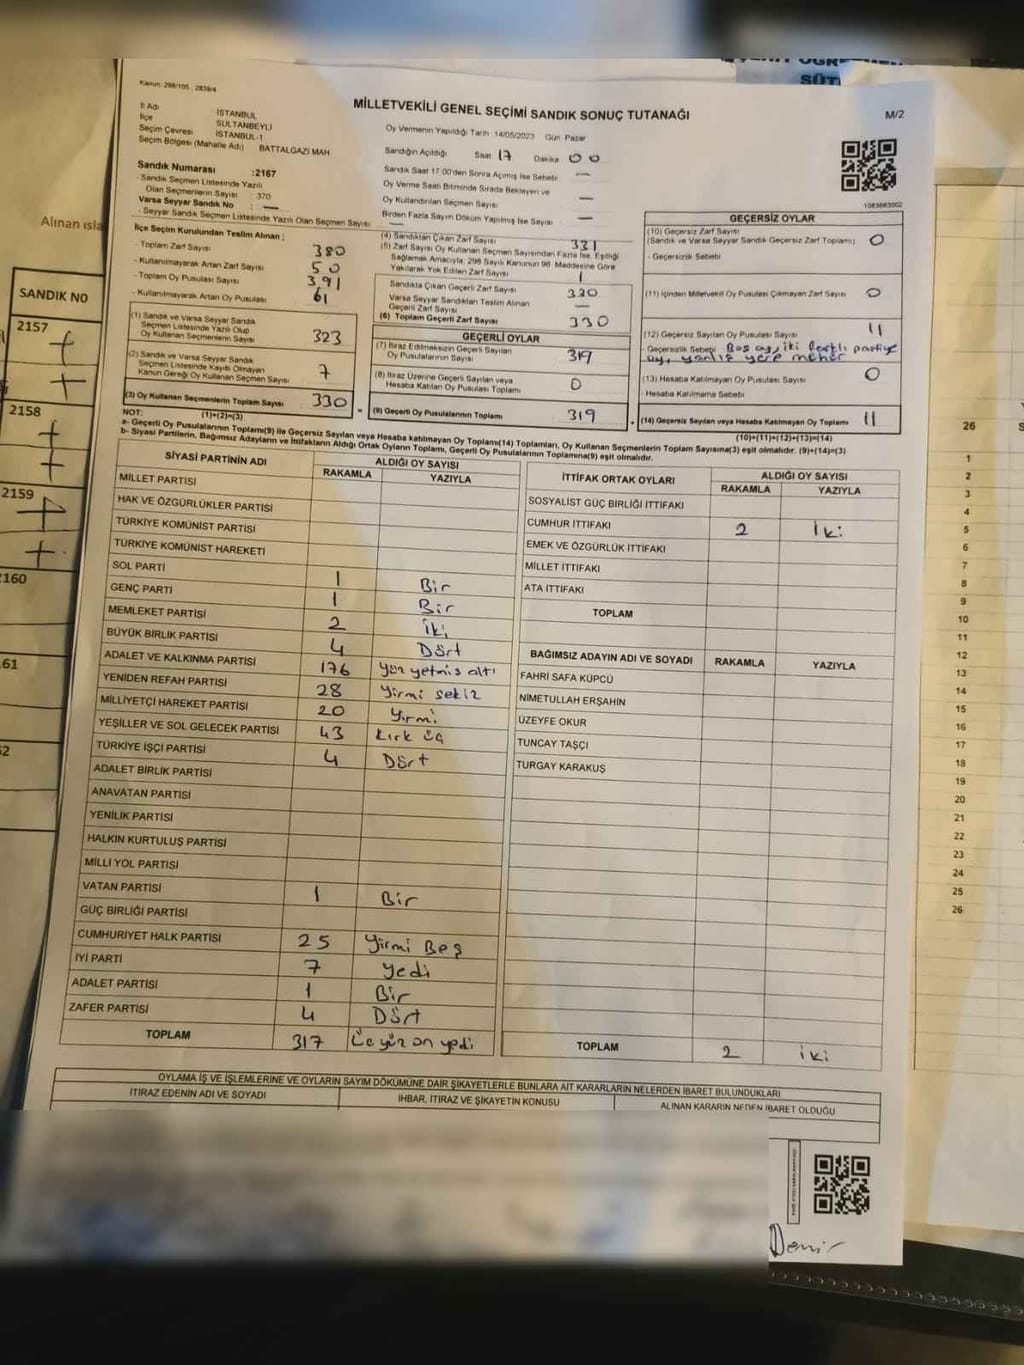 Kanun: 298/105 , 2839/4
MİLLETVEKİLİ GENEL SEÇİMİ SANDIK SONUÇ TUTANAĞI
M/2
İl Adı İSTANBUL
İlçe SULTANBEYLİ
Seçim Çevresi İSTANBUL-1
Seçim Bölgesi (Mahalle Adı) BATTALGAZİ MAH
Sandık Numarası :2167
- Sandık Seçmen Listesinde Yazılı
Olan Seçmenlerin Sayısı 370
Varsa Seyyar Sandık No : —
- Seyyar Sandık Seçmen Listesinde Yazılı Olan Seçmen Sayısı —
Oy Vermenin Yapıldığı Tarih :14/05/2023 Gün Pazar
Sandığın Açıldığı Saat 17 Dakika 00
Sandık Saat 17.00'den Sonra Açılmış İse Sebebi —
Oy Verme Saati Bitiminde Sırada Bekleyen ve
Oy Kullandırılan Seçmen Sayısı —
Birden Fazla Sayım Döküm Yapılmış İse Sayısı —
1083683302
İlçe Seçim Kurulundan Teslim Alınan ;
- Toplam Zarf Sayısı 380
- Kullanılmayarak Artan Zarf Sayısı 50
- Toplam Oy Pusulası Sayısı 391
- Kullanılmayarak Artan Oy Pusulası 61
(1) Sandık ve Varsa Seyyar Sandık
Seçmen Listesinde Yazılı Olup
Oy Kullanan Seçmenlerin Sayısı 323
(2) Sandık ve Varsa Seyyar Sandık
Seçmen Listesinde Kayıtlı Olmayan
Kanun Gereği Oy Kullanan Seçmen Sayısı 7
(3) Oy Kullanan Seçmenlerin Toplam Sayısı 330
(1)+(2)=(3)
(4) Sandıktan Çıkan Zarf Sayısı 331
(5) Zarf Sayısı Oy Kullanan Seçmen Sayısından Fazla İse, Eşitliği
Sağlamak Amacıyla, 298 Sayılı Kanunun 98. Maddesine Göre
Yakılarak Yok Edilen Zarf Sayısı 1
Sandıkta Çıkan Geçerli Zarf Sayısı 330
Varsa Seyyar Sandıktan Teslim Alınan
Geçerli Zarf Sayısı —
(6) Toplam Geçerli Zarf Sayısı 330
GEÇERLİ OYLAR
(7) İtiraz Edilmeksizin Geçerli Sayılan
Oy Pusulalarının Sayısı 319
(8) İtiraz Üzerine Geçerli Sayılan veya
Hesaba Katılan Oy Pusulası Toplamı 0
(9) Geçerli Oy Pusulalarının Toplamı 319
GEÇERSİZ OYLAR
(10) Geçersiz Zarf Sayısı
(Sandık ve Varsa Seyyar Sandık Geçersiz Zarf Toplamı) 0
- Geçersizlik Sebebi
(11) İçinden Milletvekili Oy Pusulası Çıkmayan Zarf Sayısı 0
(12) Geçersiz Sayılan Oy Pusulası Sayısı 11
- Geçersizlik Sebebi Boş oy, iki farklı partiye
oy, yanlış yere mühür
(13) Hesaba Katılmayan Oy Pusulası Sayısı 0
- Hesaba Katılmama Sebebi
(14) Geçersiz Sayılan veya Hesaba Katılmayan Oy Toplamı 11
(10)+(11)+(12)+(13)=(14)
NOT:
a- Geçerli Oy Pusulalarının Toplamı(9) ile Geçersiz Sayılan veya Hesaba katılmayan Oy Toplamı(14) Toplamları, Oy Kullanan Seçmenlerin Toplam Sayısına(3) eşit olmalıdır. (9)+(14)=(3)
b- Siyasi Partilerin, Bağımsız Adayların ve İttifakların Aldığı Ortak Oyların Toplamı, Geçerli Oy Pusulalarının Toplamına(9) eşit olmalıdır.
SİYASİ PARTİNİN ADI ALDIĞI OY SAYISI
RAKAMLA YAZIYLA
MİLLET PARTİSİ
HAK VE ÖZGÜRLÜKLER PARTİSİ
TÜRKİYE KOMÜNİST PARTİSİ
TÜRKİYE KOMÜNİST HAREKETİ
SOL PARTİ 1 Bir
GENÇ PARTİ 1 Bir
MEMLEKET PARTİSİ 2 İki
BÜYÜK BİRLİK PARTİSİ 4 Dört
ADALET VE KALKINMA PARTİSİ 176 Yüz yetmiş altı
YENİDEN REFAH PARTİSİ 28 Yirmi sekiz
MİLLİYETÇİ HAREKET PARTİSİ 20 Yirmi
YEŞİLLER VE SOL GELECEK PARTİSİ 43 kırk üç
TÜRKİYE İŞÇİ PARTİSİ 4 Dört
ADALET BİRLİK PARTİSİ
ANAVATAN PARTİSİ
YENİLİK PARTİSİ
HALKIN KURTULUŞ PARTİSİ
MİLLİ YOL PARTİSİ
VATAN PARTİSİ 1 Bir
GÜÇ BİRLİĞİ PARTİSİ
CUMHURİYET HALK PARTİSİ 25 Yirmi Beş
İYİ PARTİ 7 yedi
ADALET PARTİSİ 1 Bir
ZAFER PARTİSİ 4 Dört
TOPLAM 317 Üçyüz on yedi
İTTİFAK ORTAK OYLARI ALDIĞI OY SAYISI
RAKAMLA YAZIYLA
SOSYALİST GÜÇ BİRLİĞİ İTTİFAKI
CUMHUR İTTİFAKI 2 İki
EMEK VE ÖZGÜRLÜK İTTİFAKI
MİLLET İTTİFAKI
ATA İTTİFAKI
TOPLAM
BAĞIMSIZ ADAYIN ADI VE SOYADI RAKAMLA YAZIYLA
FAHRİ SAFA KÜPCÜ
NİMETULLAH ERŞAHİN
ÜZEYFE OKUR
TUNCAY TAŞÇI
TURGAY KARAKUŞ
TOPLAM 2 iki
OYLAMA İŞ VE İŞLEMLERİNE VE OYLARIN SAYIM DÖKÜMÜNE DAİR ŞİKAYETLERLE BUNLARA AİT KARARLARIN NELERDEN İBARET BULUNDUKLARI
İTİRAZ EDENİN ADI VE SOYADI İHBAR, İTİRAZ VE ŞİKAYETİN KONUSU ALINAN KARARIN NEDEN İBARET OLDUĞU
Demir
Alınan ısla
SANDIK NO
2157
+
+
2158
+
+
2159
+
+
2160
61
26
1
2
3
4
5
6
7
8
9
10
11
12
13
14
15
16
17
18
19
20
21
22
23
24
25
26
SÜT